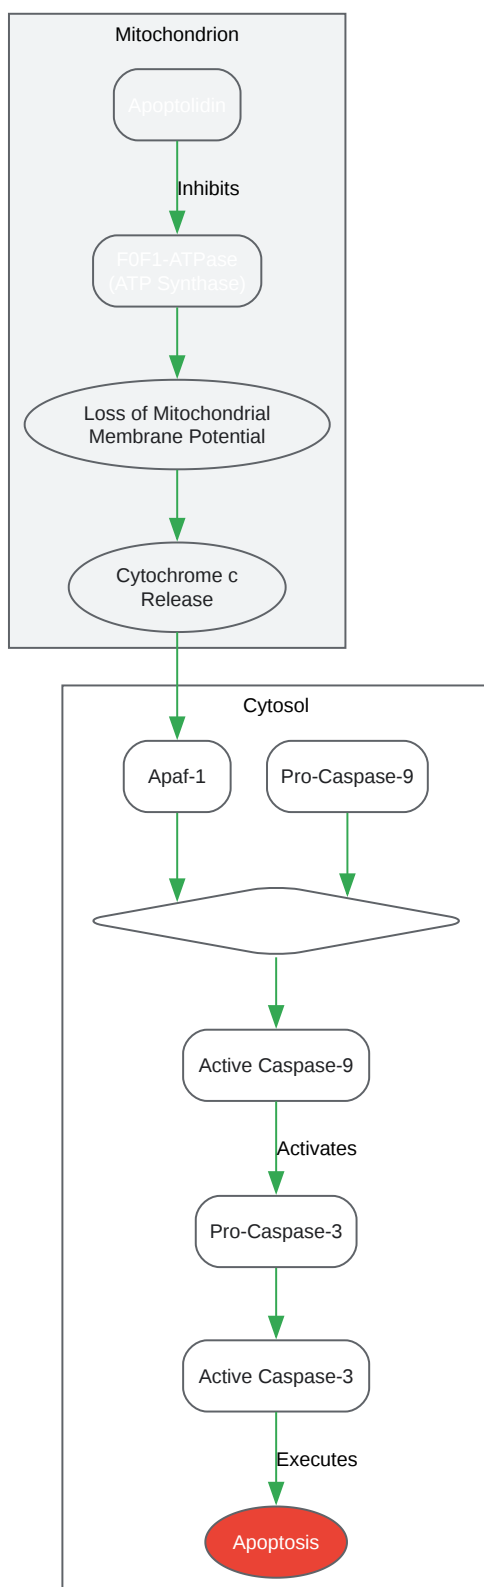 Mitochondrion
Apoptolidin
Inhibits
F0F1-ATPase
(ATP Synthase)
Loss of Mitochondrial
Membrane Potential
Cytochrome c
Release
Cytosol
Apaf-1
Pro-Caspase-9
Active Caspase-9
Activates
Pro-Caspase-3
Active Caspase-3
Executes
Apoptosis